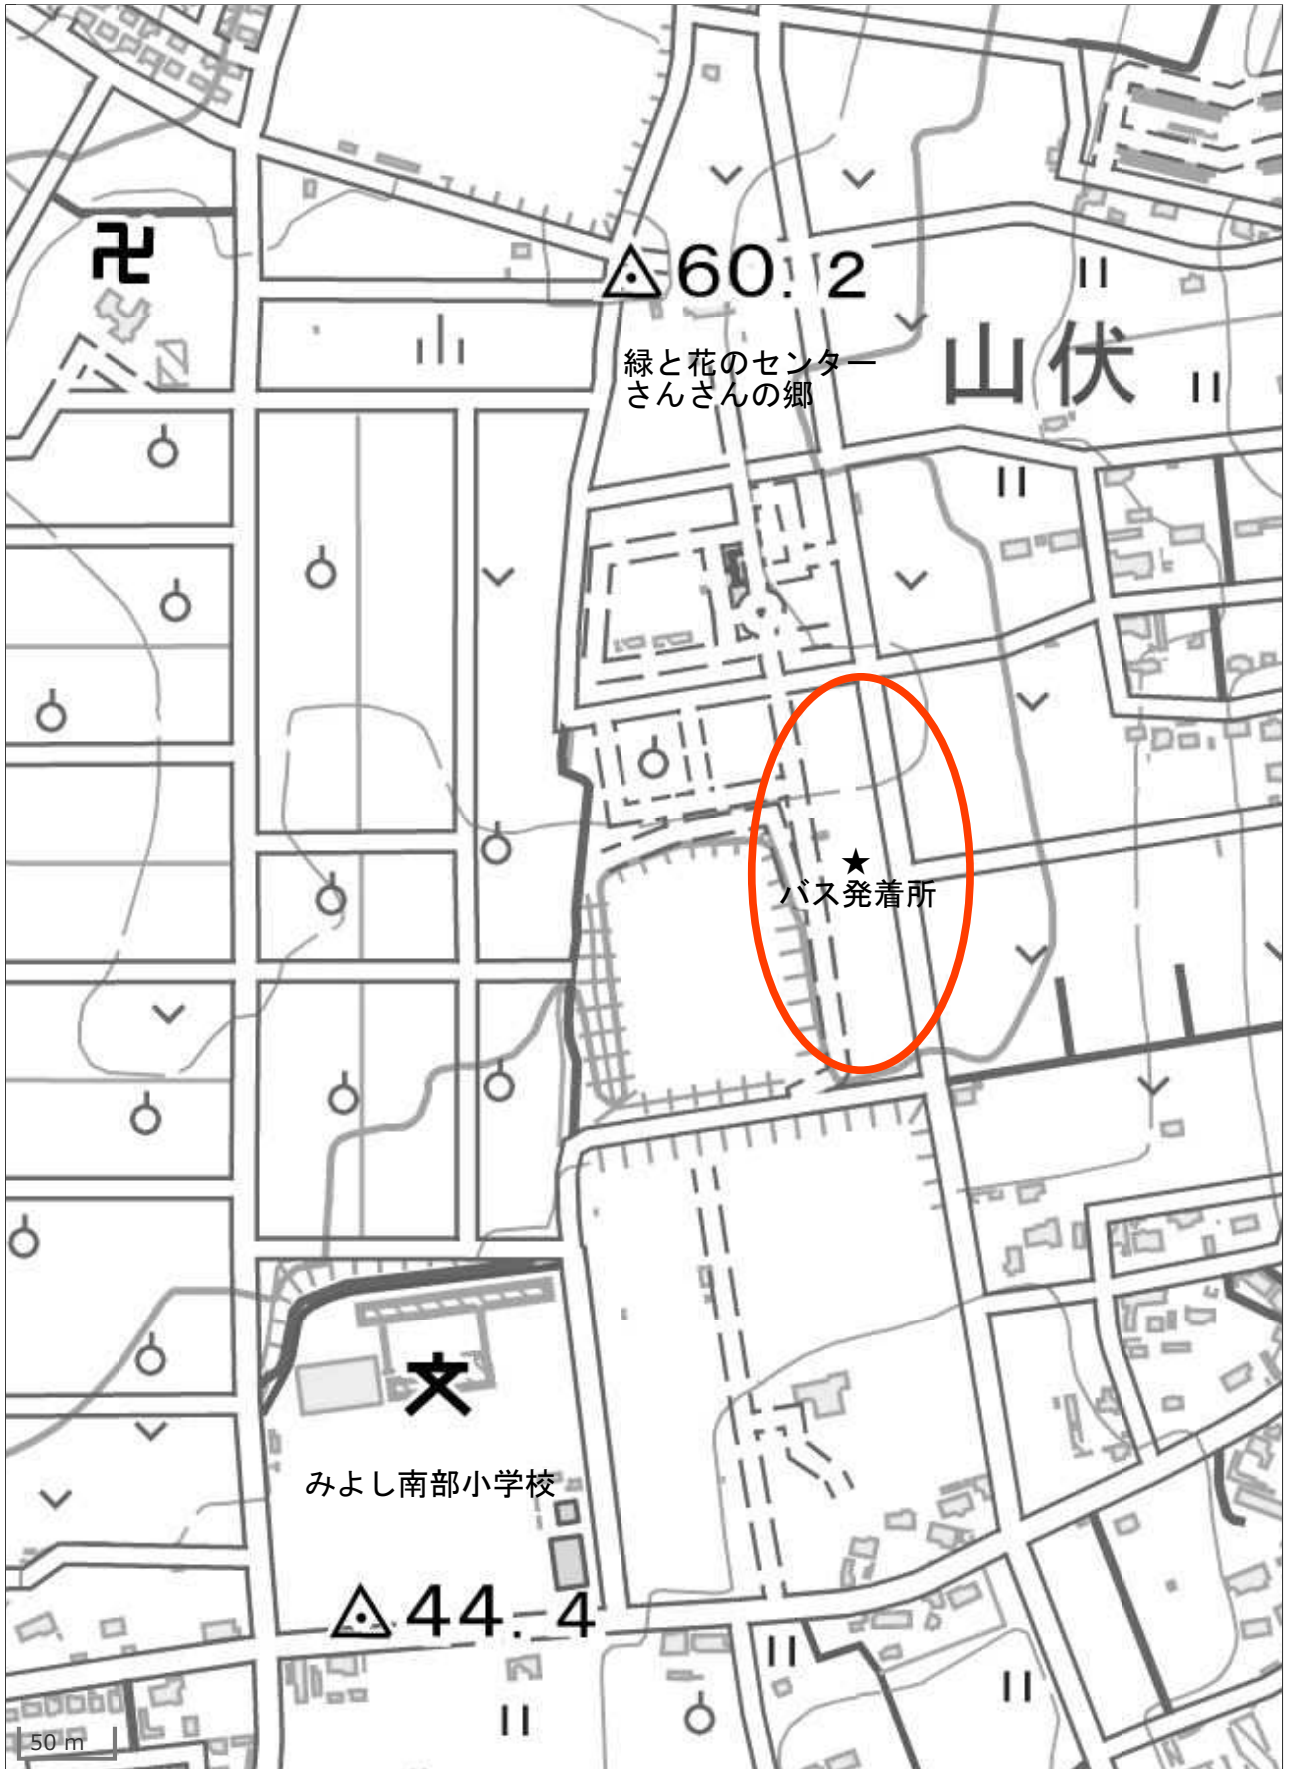 60.2
緑と花のセンター
さんさんの郷
山伏
★
バス発着所
みよし南部小学校
44.4
50 m